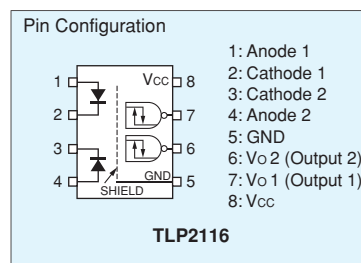 Pin Configuration
1
2
3
4
VCC 8
7
6
GND 5
SHIELD
1: Anode 1
2: Cathode 1
3: Cathode 2
4: Anode 2
5: GND
6: VO 2 (Output 2)
7: VO 1 (Output 1)
8: VCC
TLP2116